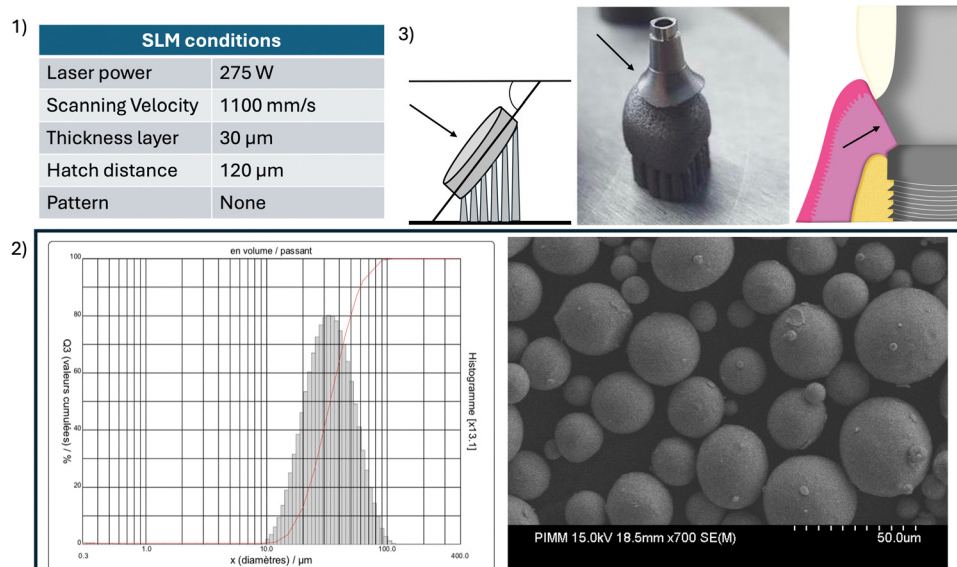 1)
SLM conditions
Laser power 275 W
Scanning Velocity 1100 mm/s
Thickness layer 30 µm
Hatch distance 120 µm
Pattern None
3)
2)
en volume / passant
100
80
60
40
20
0
Q3 (valeurs cumulées) / %
Histogramme [x13.1]
0.3 1.0 10.0 100.0 400.0
x (diamètres) / µm
PIMM 15.0kV 18.5mm x700 SE(M) 50.0um